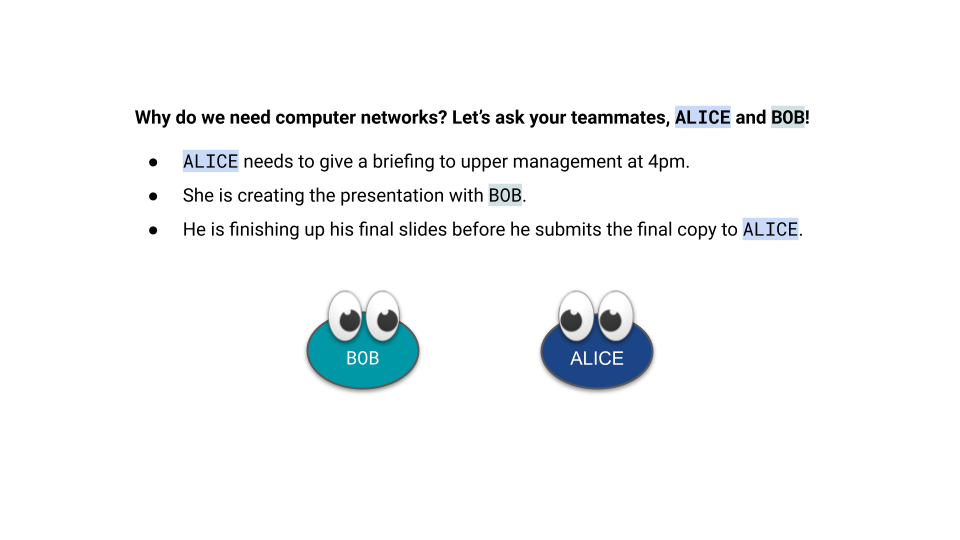 Why do we need computer networks? Let's ask your teammates, ALICE and BOB!
● ALICE needs to give a briefing to upper management at 4pm.
● She is creating the presentation with BOB.
● He is finishing up his final slides before he submits the final copy to ALICE.
BOB
ALICE